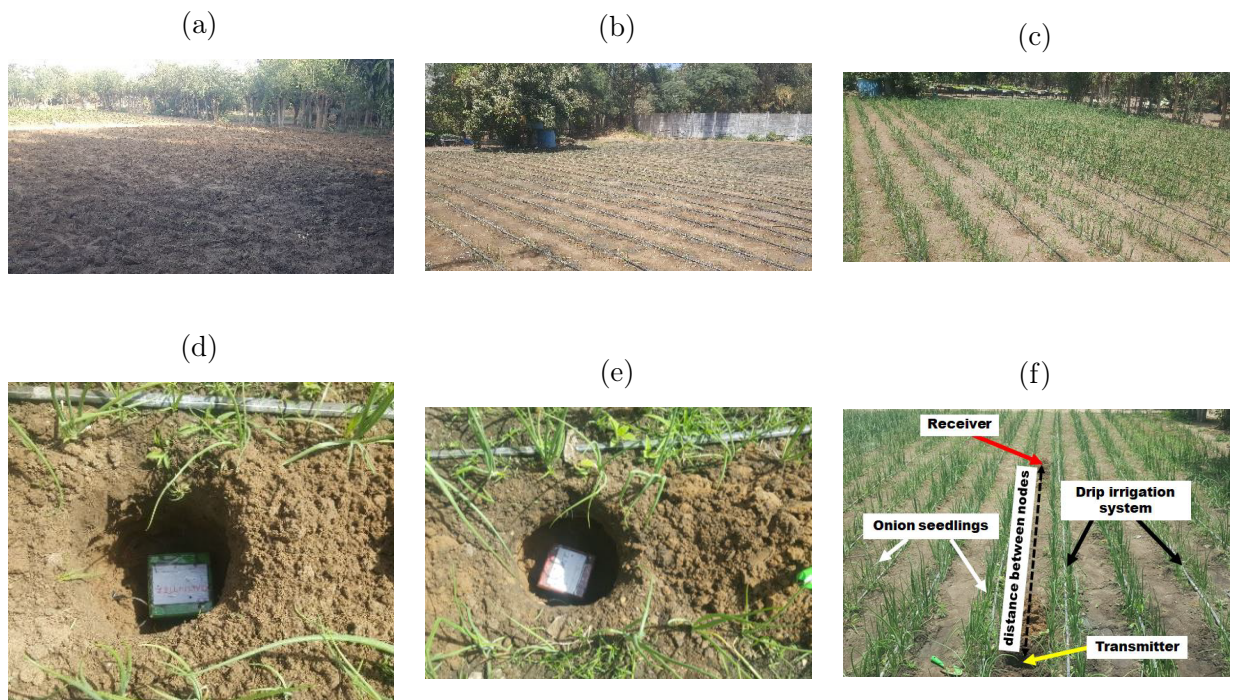 (a)
(b)
(c)
(d)
(e)
(f)
Receiver
Drip irrigation
system
Onion seedlings
distance between nodes
Transmitter